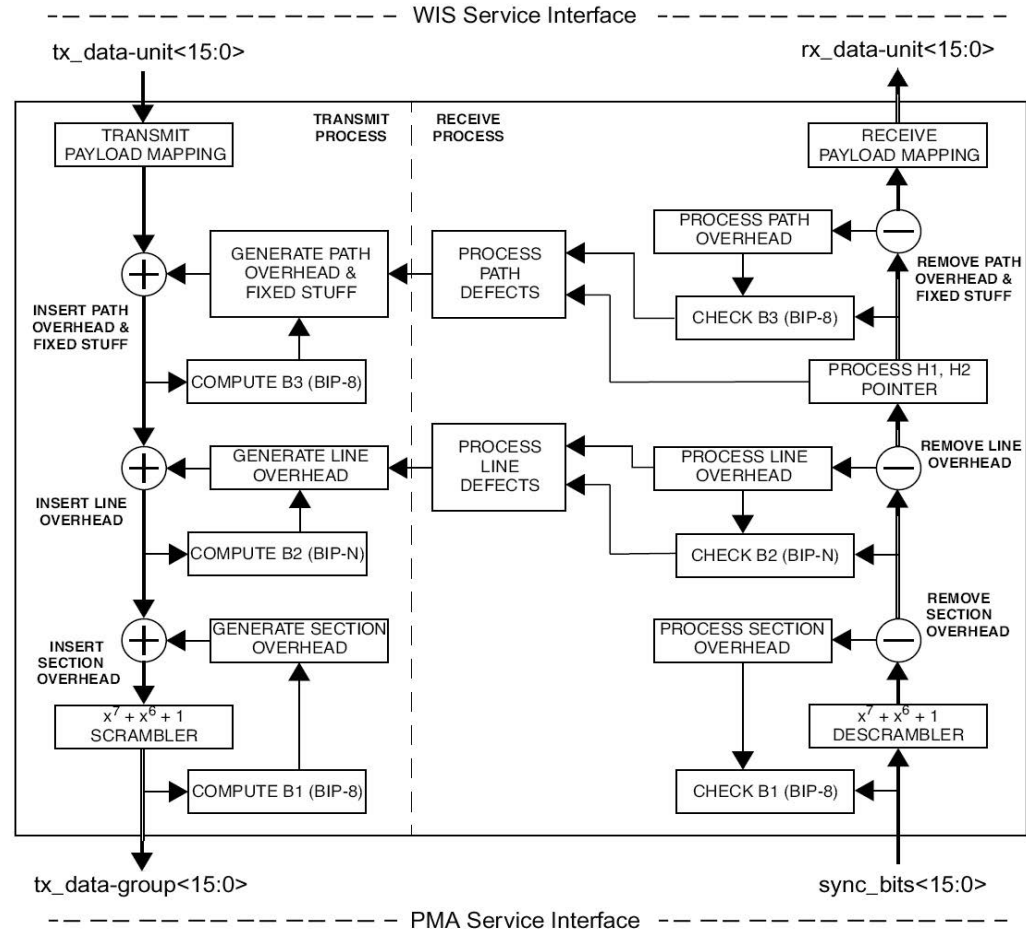 WIS Service Interface
tx_data-unit<15:0>
rx_data-unit<15:0>
TRANSMIT
PROCESS
RECEIVE
PROCESS
TRANSMIT
PAYLOAD MAPPING
RECEIVE
PAYLOAD MAPPING
GENERATE PATH
OVERHEAD &
FIXED STUFF
PROCESS
PATH
DEFECTS
PROCESS PATH
OVERHEAD
REMOVE PATH
OVERHEAD &
FIXED STUFF
INSERT PATH
OVERHEAD &
FIXED STUFF
CHECK B3 (BIP-8)
COMPUTE B3 (BIP-8)
PROCESS H1, H2
POINTER
GENERATE LINE
OVERHEAD
PROCESS
LINE
DEFECTS
PROCESS LINE
OVERHEAD
REMOVE LINE
OVERHEAD
INSERT LINE
OVERHEAD
COMPUTE B2 (BIP-N)
CHECK B2 (BIP-N)
GENERATE SECTION
OVERHEAD
PROCESS SECTION
OVERHEAD
REMOVE
SECTION
OVERHEAD
INSERT
SECTION
OVERHEAD
x⁷ + x⁶ + 1
SCRAMBLER
x⁷ + x⁶ + 1
DESCRAMBLER
COMPUTE B1 (BIP-8)
CHECK B1 (BIP-8)
tx_data-group<15:0>
sync_bits<15:0>
PMA Service Interface